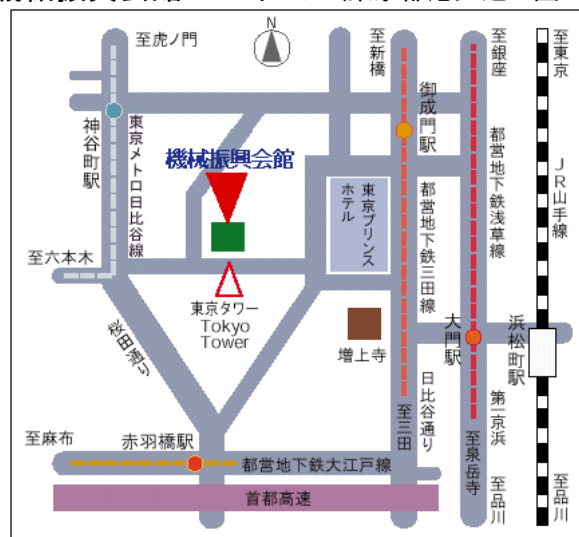 至虎ノ門
N
至新橋
至銀座
至東京
神谷町駅
東京メトロ日比谷線
御成門駅
機械振興会館
都営地下鉄浅草線
JR山手線
東京プリンス
ホテル
都営地下鉄三田線
至六本木
東京タワー
Tokyo
Tower
桜田通り
増上寺
大門駅
浜松町駅
日比谷通り
第一京浜
至三田
至麻布
赤羽橋駅
都営地下鉄大江戸線
至泉岳寺
至品川
至品川
首都高速